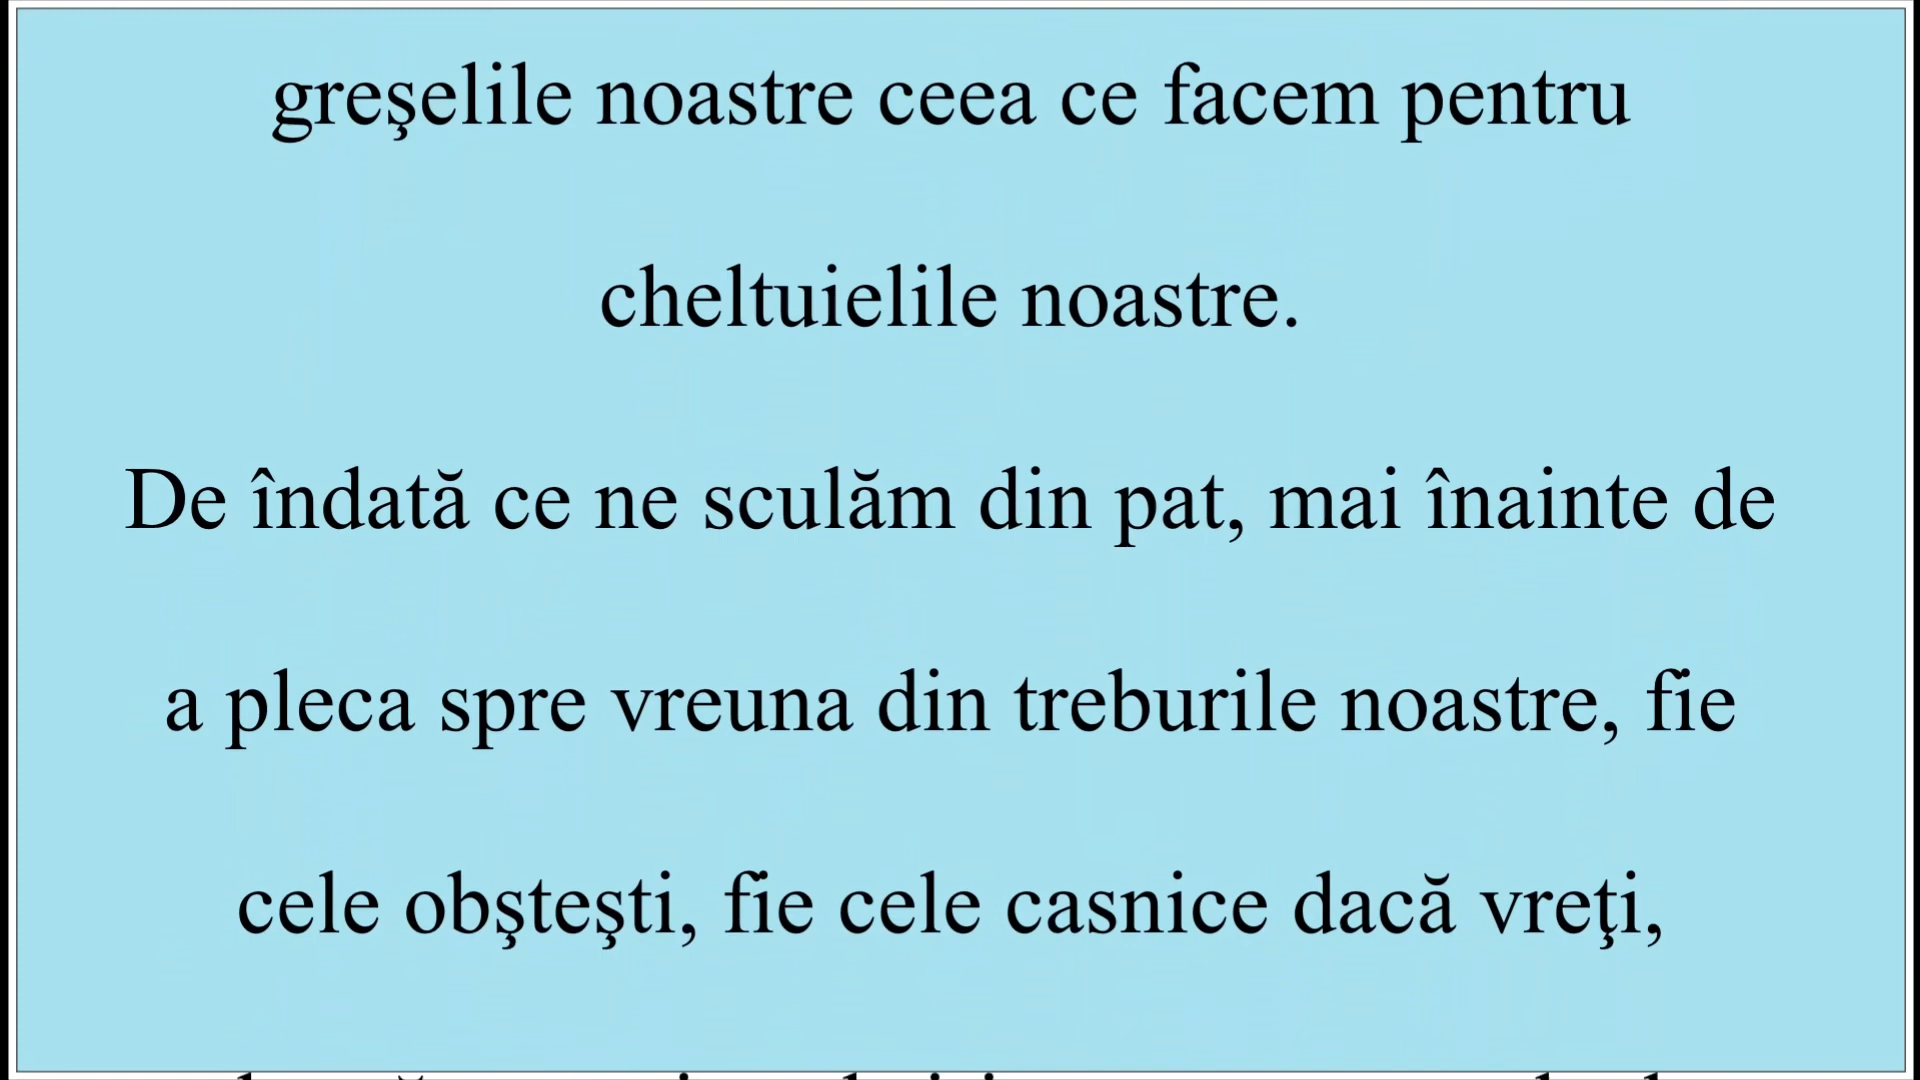 greşelile noastre ceea ce facem pentru
cheltuielile noastre.
De îndată ce ne sculăm din pat, mai înainte de
a pleca spre vreuna din treburile noastre, fie
cele obşteşti, fie cele casnice dacă vreţi,